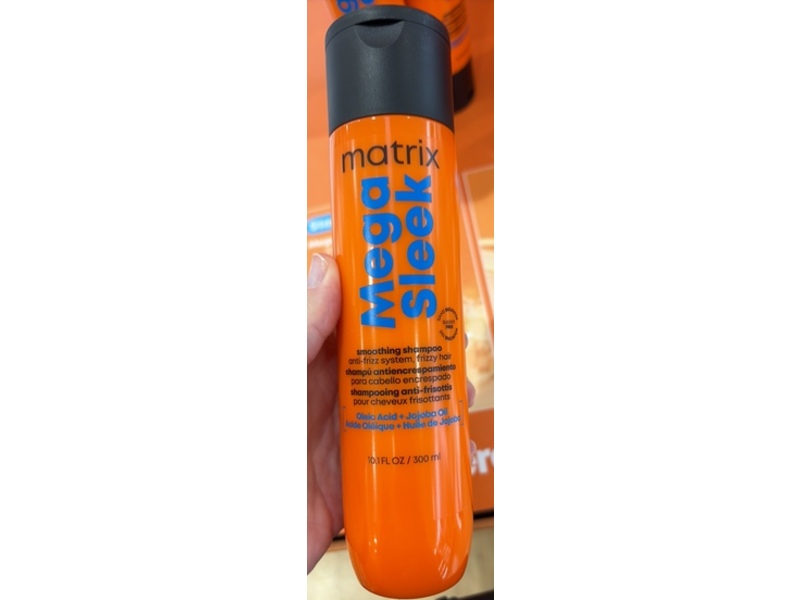 matrix
Mega
Sleek
smoothing shampoo
anti-frizz system, frizzy hair
shampú antiencrespamiento
para cabello encrespado
shampooing anti-frisottis
pour cheveux frisottants
Oleic Acid + Jojoba Oil
Acide Oléique + Huile de Jojoba
10.1 FL OZ / 300 ml